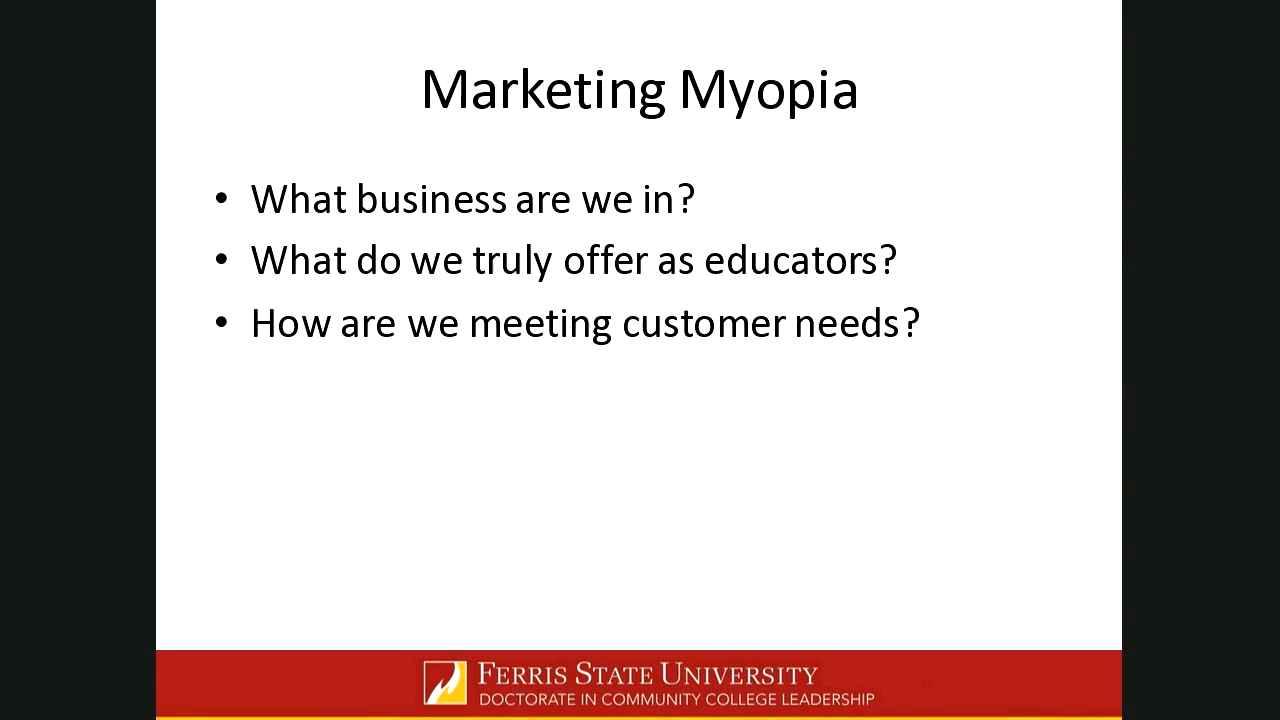 Marketing Myopia
• What business are we in?
• What do we truly offer as educators?
• How are we meeting customer needs?
FERRIS STATE UNIVERSITY
DOCTORATE IN COMMUNITY COLLEGE LEADERSHIP